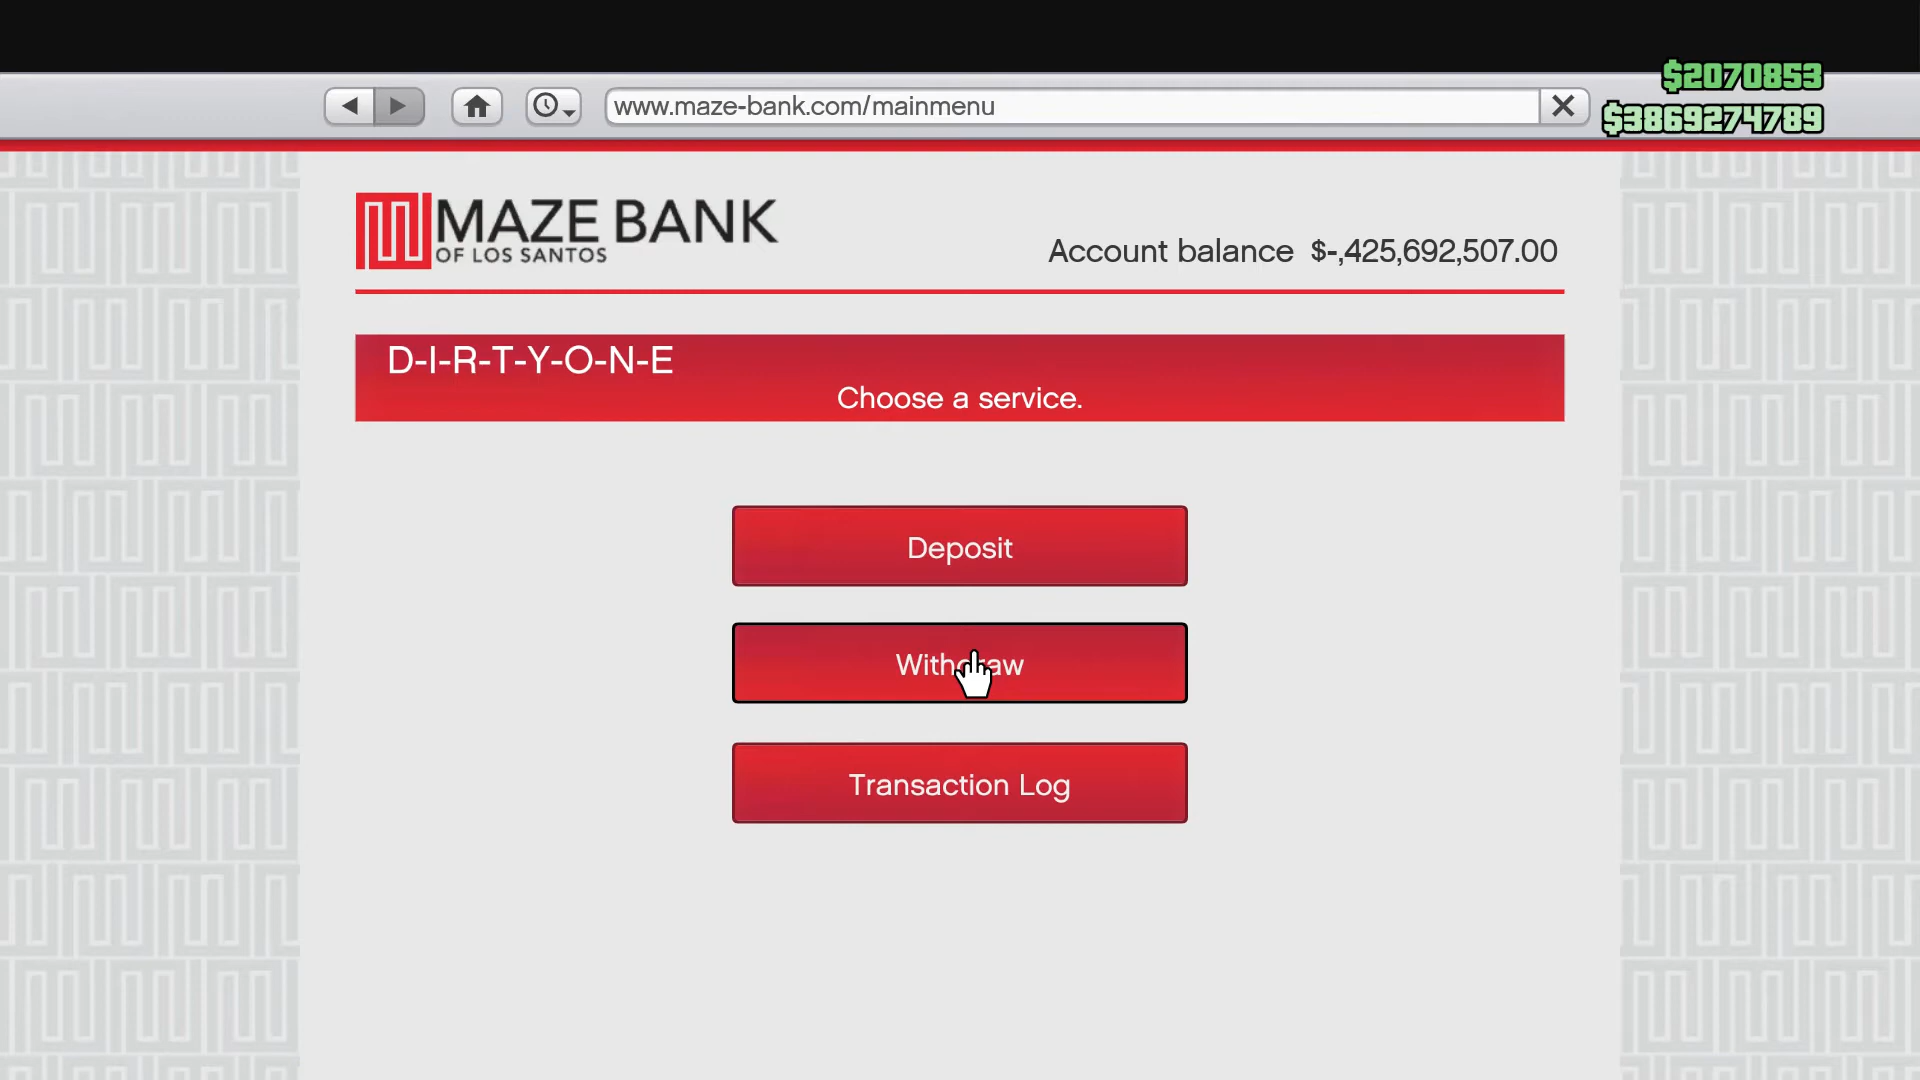 $2070853
www.maze-bank.com/mainmenu
$3869274789
MAZE BANK
OF LOS SANTOS
Account balance $-,425,692,507.00
D-I-R-T-Y-O-N-E
Choose a service.
Deposit
Withdraw
Transaction Log